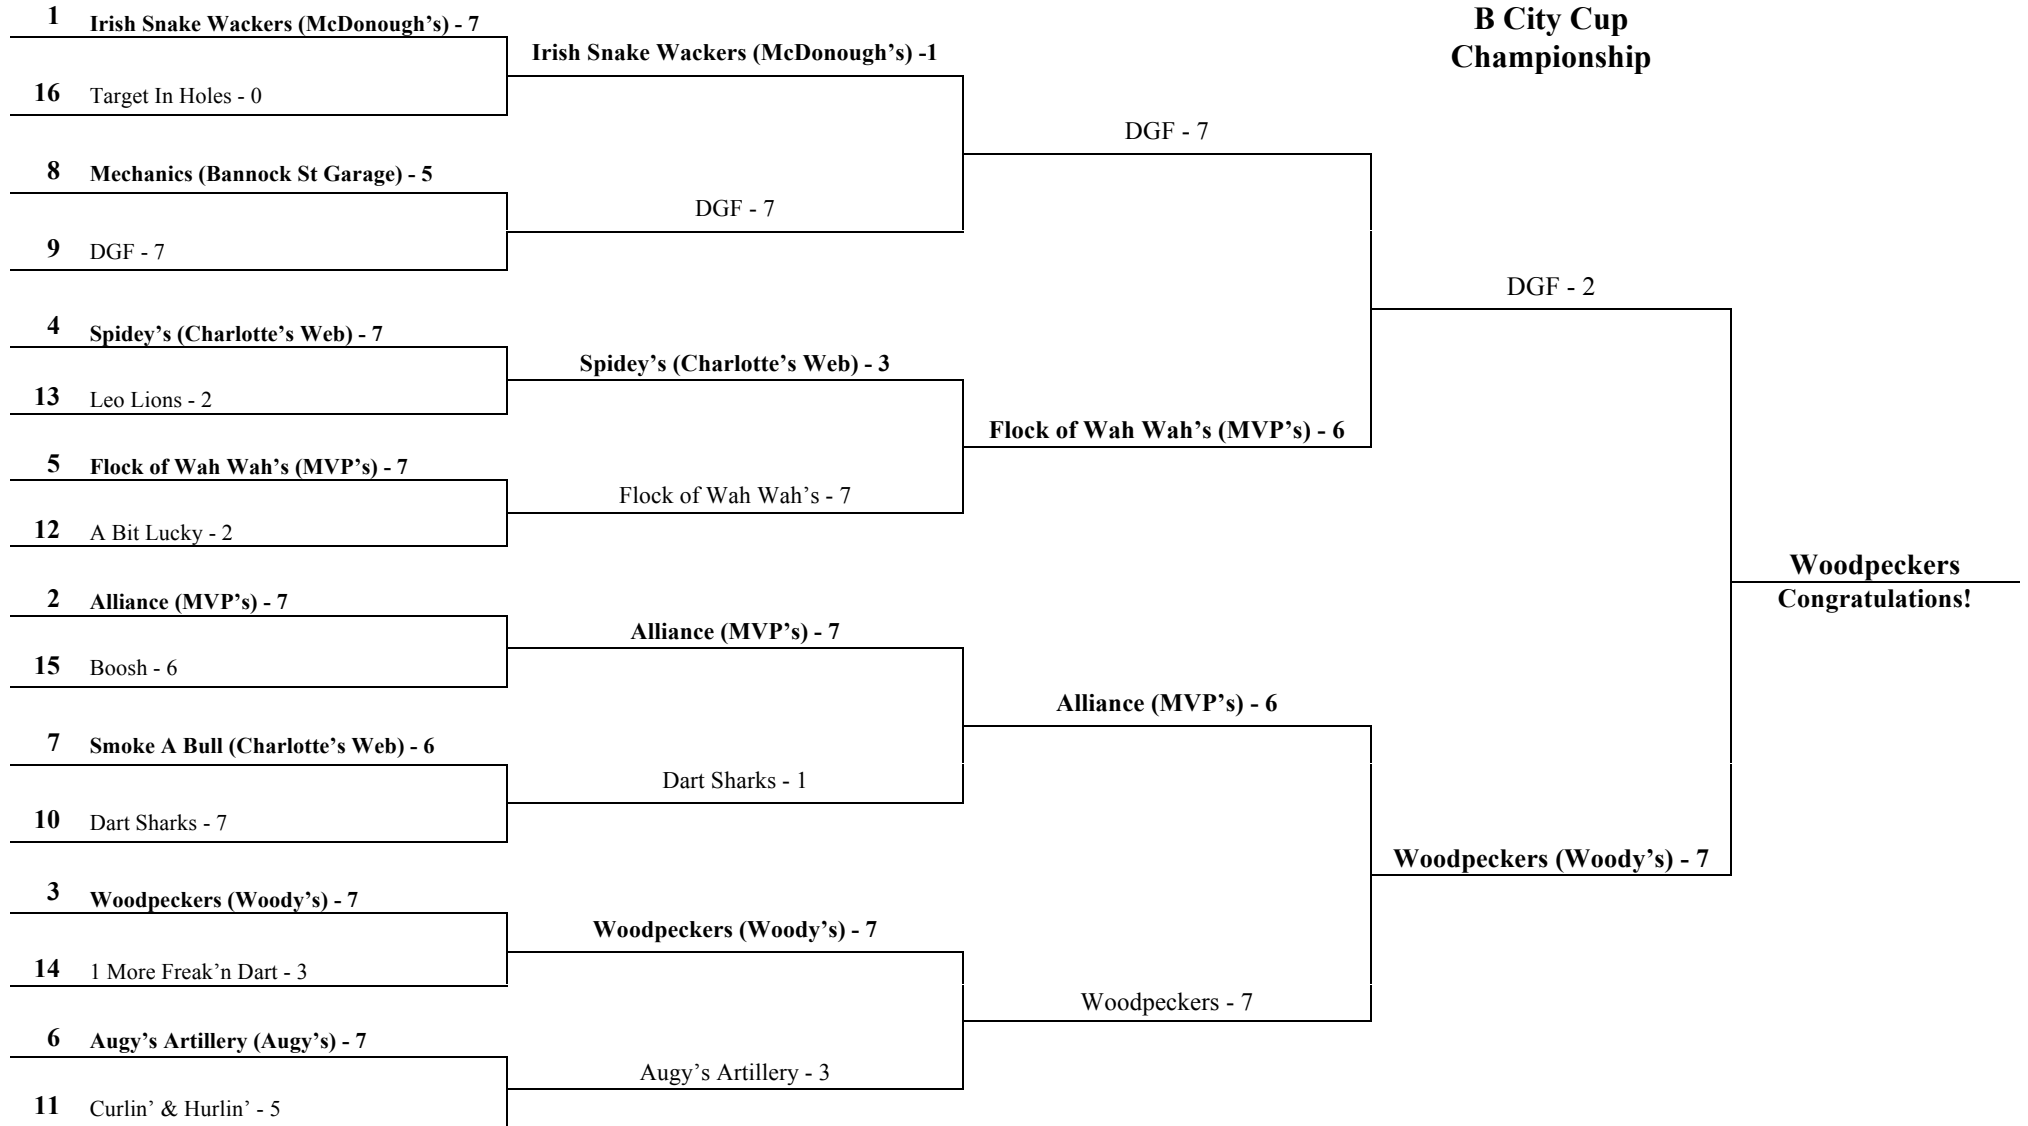 B City Cup
Championship
1 Irish Snake Wackers (McDonough’s) - 7
16 Target In Holes - 0
8 Mechanics (Bannock St Garage) - 5
9 DGF - 7
4 Spidey’s (Charlotte’s Web) - 7
13 Leo Lions - 2
5 Flock of Wah Wah’s (MVP’s) - 7
12 A Bit Lucky - 2
2 Alliance (MVP’s) - 7
15 Boosh - 6
7 Smoke A Bull (Charlotte’s Web) - 6
10 Dart Sharks - 7
3 Woodpeckers (Woody’s) - 7
14 1 More Freak’n Dart - 3
6 Augy’s Artillery (Augy’s) - 7
11 Curlin’ & Hurlin’ - 5
Irish Snake Wackers (McDonough’s) -1
DGF - 7
Spidey’s (Charlotte’s Web) - 3
Flock of Wah Wah’s - 7
Alliance (MVP’s) - 7
Dart Sharks - 1
Woodpeckers (Woody’s) - 7
Augy’s Artillery - 3
DGF - 7
Flock of Wah Wah’s (MVP’s) - 6
Alliance (MVP’s) - 6
Woodpeckers - 7
DGF - 2
Woodpeckers (Woody’s) - 7
Woodpeckers
Congratulations!